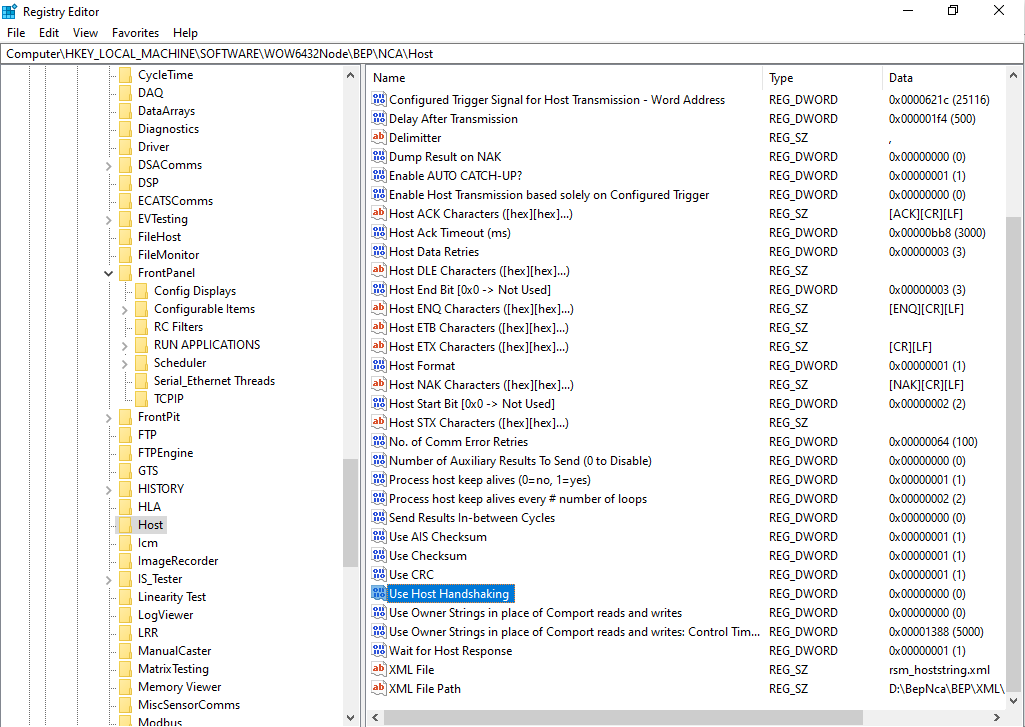 Registry Editor
File Edit View Favorites Help
Computer\HKEY_LOCAL_MACHINE\SOFTWARE\WOW6432Node\BEP\NCA\Host
CycleTime
DAQ
DataArrays
Diagnostics
Driver
DSAComms
DSP
ECATSComms
EVTesting
FileHost
FileMonitor
FrontPanel
Config Displays
Configurable Items
RC Filters
RUN APPLICATIONS
Scheduler
Serial_Ethernet Threads
TCPIP
FrontPit
FTP
FTPEngine
GTS
HISTORY
HLA
Host
Icm
ImageRecorder
IS_Tester
Linearity Test
LogViewer
LRR
ManualCaster
MatrixTesting
Memory Viewer
MiscSensorComms
Modbus
Name Type Data
Configured Trigger Signal for Host Transmission - Word Address REG_DWORD 0x0000621c (25116)
Delay After Transmission REG_DWORD 0x000001f4 (500)
Delimitter REG_SZ ,
Dump Result on NAK REG_DWORD 0x00000000 (0)
Enable AUTO CATCH-UP? REG_DWORD 0x00000001 (1)
Enable Host Transmission based solely on Configured Trigger REG_DWORD 0x00000000 (0)
Host ACK Characters ([hex][hex]...) REG_SZ [ACK][CR][LF]
Host Ack Timeout (ms) REG_DWORD 0x00000bb8 (3000)
Host Data Retries REG_DWORD 0x00000003 (3)
Host DLE Characters ([hex][hex]...) REG_SZ
Host End Bit [0x0 -> Not Used] REG_DWORD 0x00000003 (3)
Host ENQ Characters ([hex][hex]...) REG_SZ [ENQ][CR][LF]
Host ETB Characters ([hex][hex]...) REG_SZ
Host ETX Characters ([hex][hex]...) REG_SZ [CR][LF]
Host Format REG_DWORD 0x00000001 (1)
Host NAK Characters ([hex][hex]...) REG_SZ [NAK][CR][LF]
Host Start Bit [0x0 -> Not Used] REG_DWORD 0x00000002 (2)
Host STX Characters ([hex][hex]...) REG_SZ
No. of Comm Error Retries REG_DWORD 0x00000064 (100)
Number of Auxiliary Results To Send (0 to Disable) REG_DWORD 0x00000000 (0)
Process host keep alives (0=no, 1=yes) REG_DWORD 0x00000001 (1)
Process host keep alives every # number of loops REG_DWORD 0x00000002 (2)
Send Results In-between Cycles REG_DWORD 0x00000000 (0)
Use AIS Checksum REG_DWORD 0x00000001 (1)
Use Checksum REG_DWORD 0x00000001 (1)
Use CRC REG_DWORD 0x00000001 (1)
Use Host Handshaking REG_DWORD 0x00000000 (0)
Use Owner Strings in place of Comport reads and writes REG_DWORD 0x00000000 (0)
Use Owner Strings in place of Comport reads and writes: Control Tim... REG_DWORD 0x00001388 (5000)
Wait for Host Response REG_DWORD 0x00000001 (1)
XML File REG_SZ rsm_hoststring.xml
XML File Path REG_SZ D:\BepNca\BEP\XML\